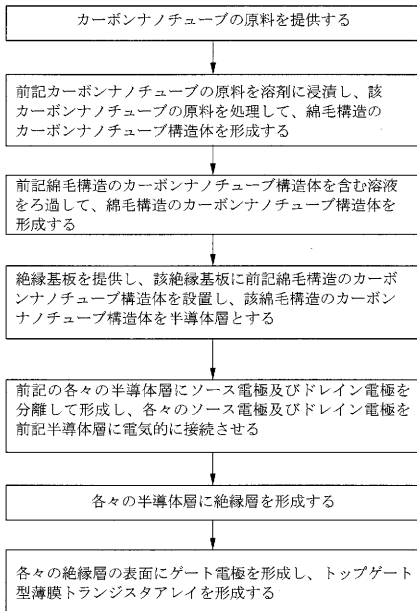 カーボンナノチューブの原料を提供する
前記カーボンナノチューブの原料を溶剤に浸漬し、該
カーボンナノチューブの原料を処理して、綿毛構造の
カーボンナノチューブ構造体を形成する
前記綿毛構造のカーボンナノチューブ構造体を含む溶液
をろ過して、綿毛構造のカーボンナノチューブ構造体を
形成する
絶縁基板を提供し、該絶縁基板に前記綿毛構造のカーボ
ンナノチューブ構造体を設置し、該綿毛構造のカーボン
ナノチューブ構造体を半導体層とする
前記の各々の半導体層にソース電極及びドレイン電極を
分離して形成し、各々のソース電極及びドレイン電極を
前記半導体層に電気的に接続させる
各々の半導体層に絶縁層を形成する
各々の絶縁層の表面にゲート電極を形成し、トップゲート
型薄膜トランジスタアレイを形成する